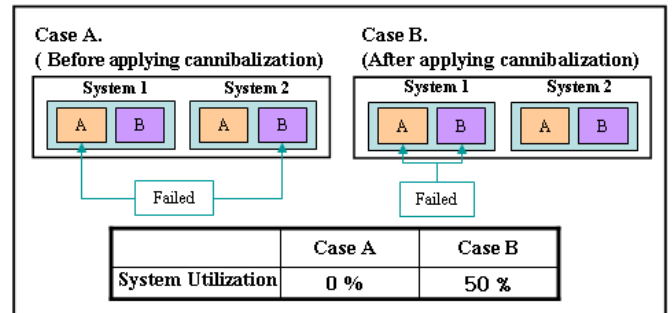 Case A.
( Before applying cannibalization)
System 1
System 2
A
B
A
B
Failed
Case B.
(After applying cannibalization)
System 1
System 2
A
B
A
B
Failed
Case A
Case B
System Utilization
0 %
50 %